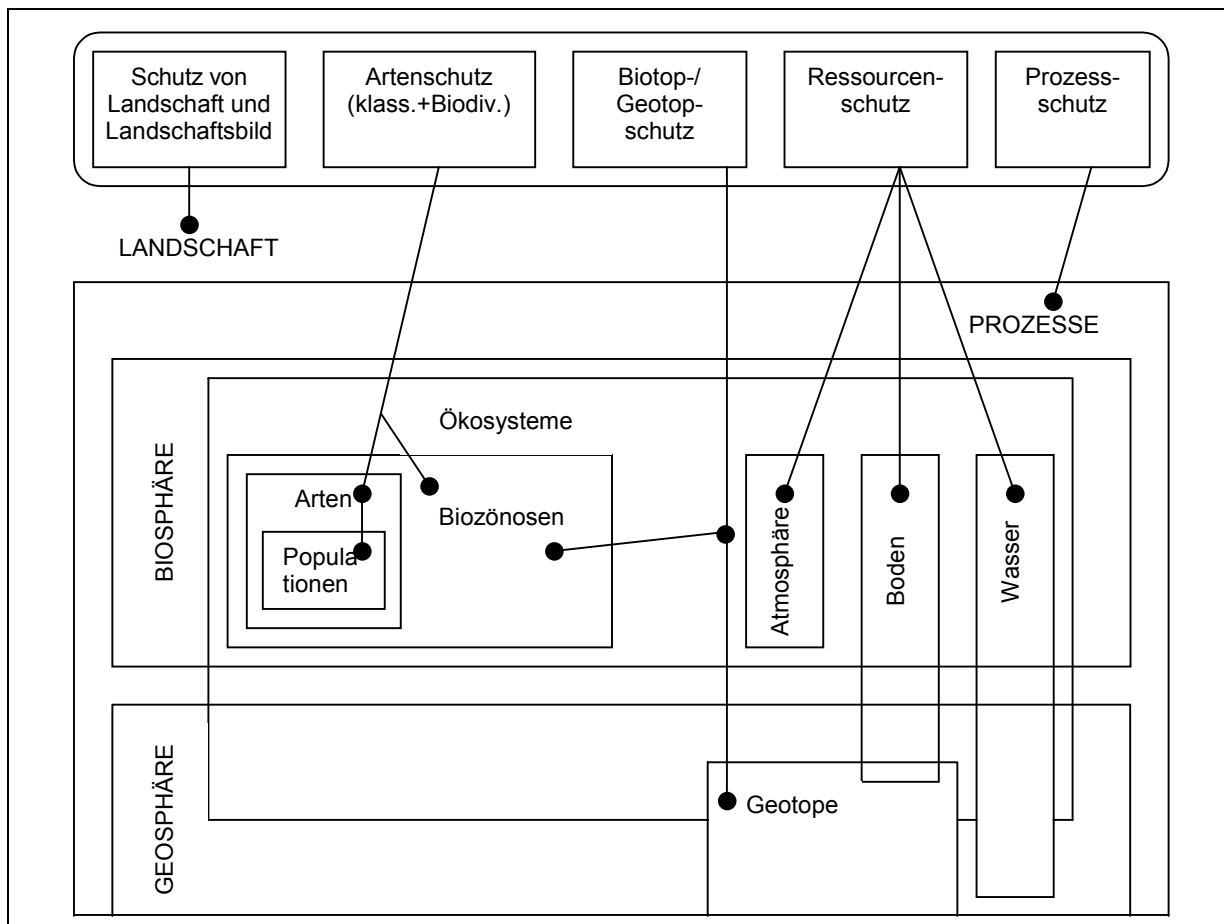 Schutz von
Landschaft und
Landschaftsbild
Artenschutz
(klass.+Biodiv.)
Biotop-/
Geotop-
schutz
Ressourcen-
schutz
Prozess-
schutz
LANDSCHAFT
PROZESSE
BIOSPHÄRE
Ökosysteme
Arten
Popula
tionen
Biozönosen
Atmosphäre
Boden
Wasser
GEOSPHÄRE
Geotope